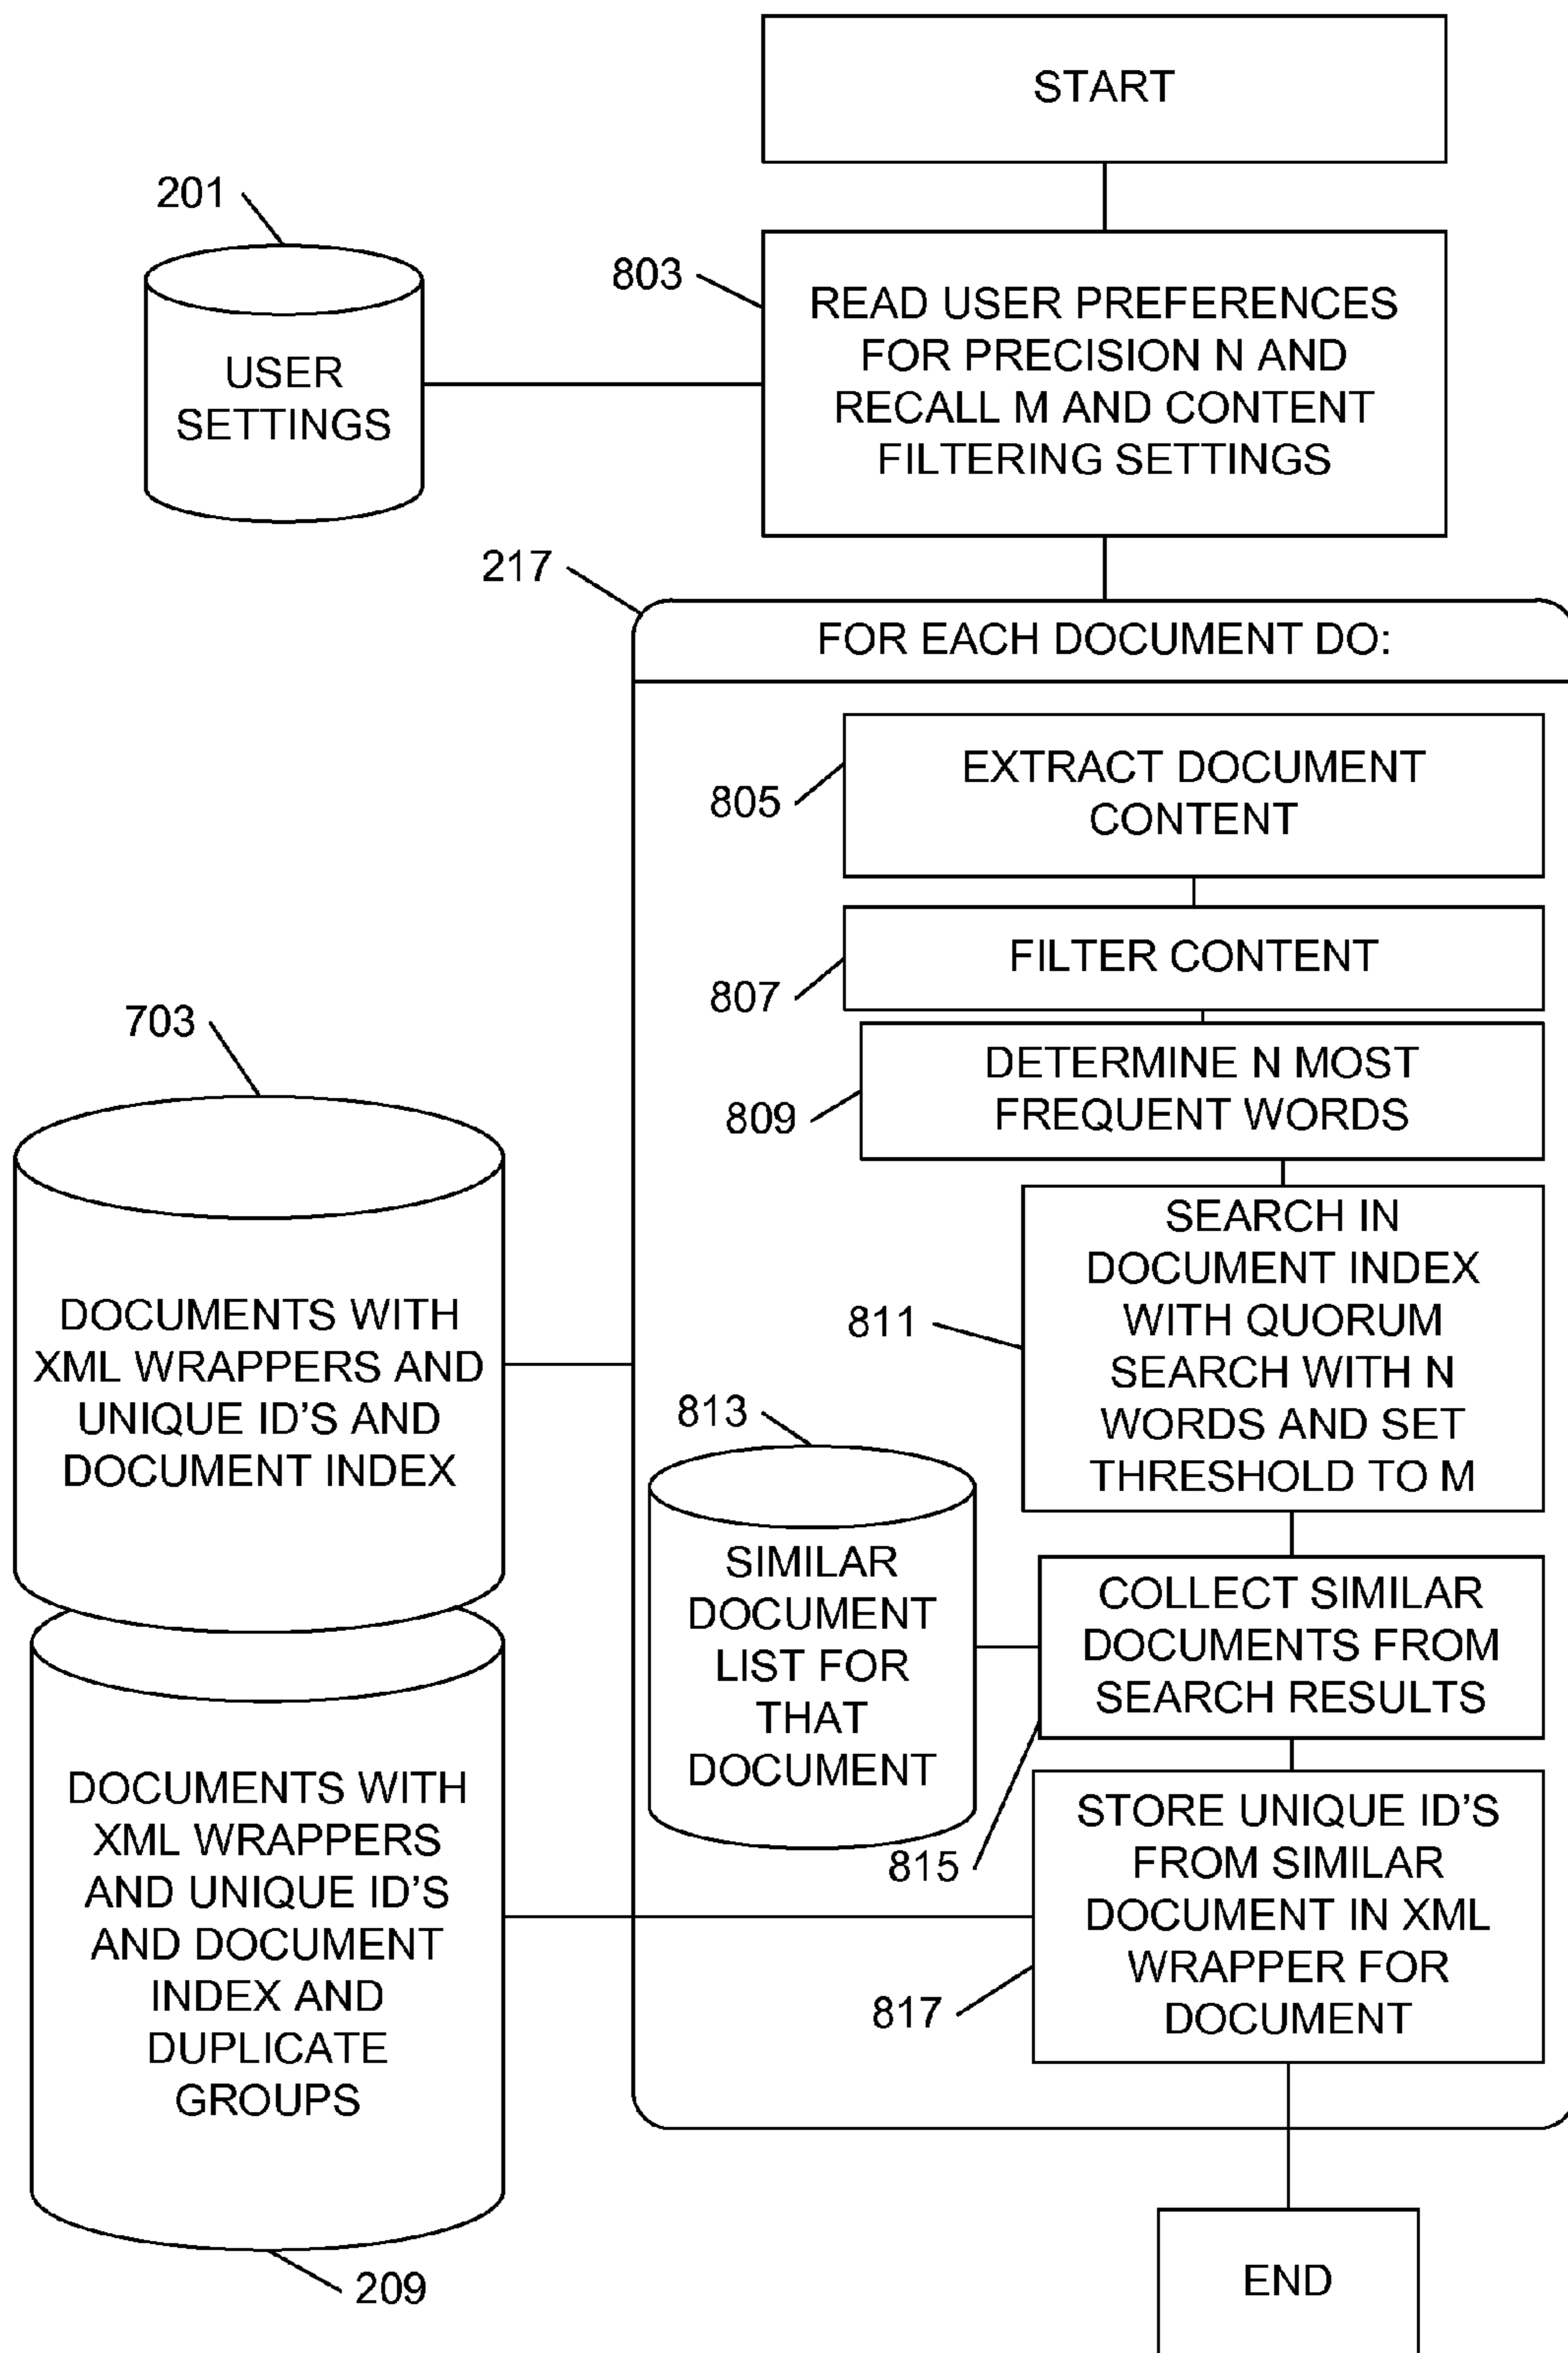 START
201
USER
SETTINGS
803
READ USER PREFERENCES
FOR PRECISION N AND
RECALL M AND CONTENT
FILTERING SETTINGS
217
FOR EACH DOCUMENT DO:
805
EXTRACT DOCUMENT
CONTENT
807
FILTER CONTENT
809
DETERMINE N MOST
FREQUENT WORDS
703
DOCUMENTS WITH
XML WRAPPERS AND
UNIQUE ID'S AND
DOCUMENT INDEX
811
SEARCH IN
DOCUMENT INDEX
WITH QUORUM
SEARCH WITH N
WORDS AND SET
THRESHOLD TO M
813
SIMILAR
DOCUMENT
LIST FOR
THAT
DOCUMENT
COLLECT SIMILAR
DOCUMENTS FROM
SEARCH RESULTS
815
DOCUMENTS WITH
XML WRAPPERS
AND UNIQUE ID'S
AND DOCUMENT
INDEX AND
DUPLICATE
GROUPS
209
STORE UNIQUE ID'S
FROM SIMILAR
DOCUMENT IN XML
WRAPPER FOR
DOCUMENT
817
END